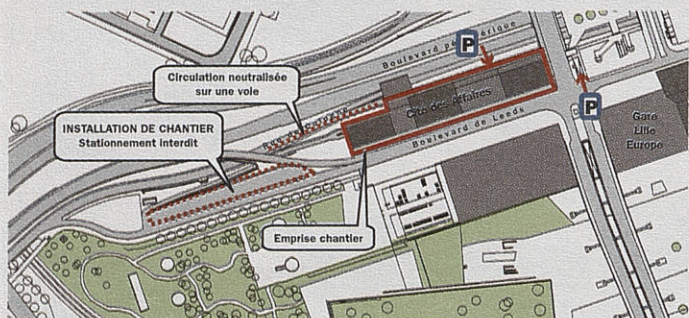 Boulevard périphérique
P
Circulation neutralisée
sur une voie
Cité des Affaires
P
INSTALLATION DE CHANTIER
Stationnement interdit
Boulevard de Leeds
Gare
Lille
Europe
Emprise chantier